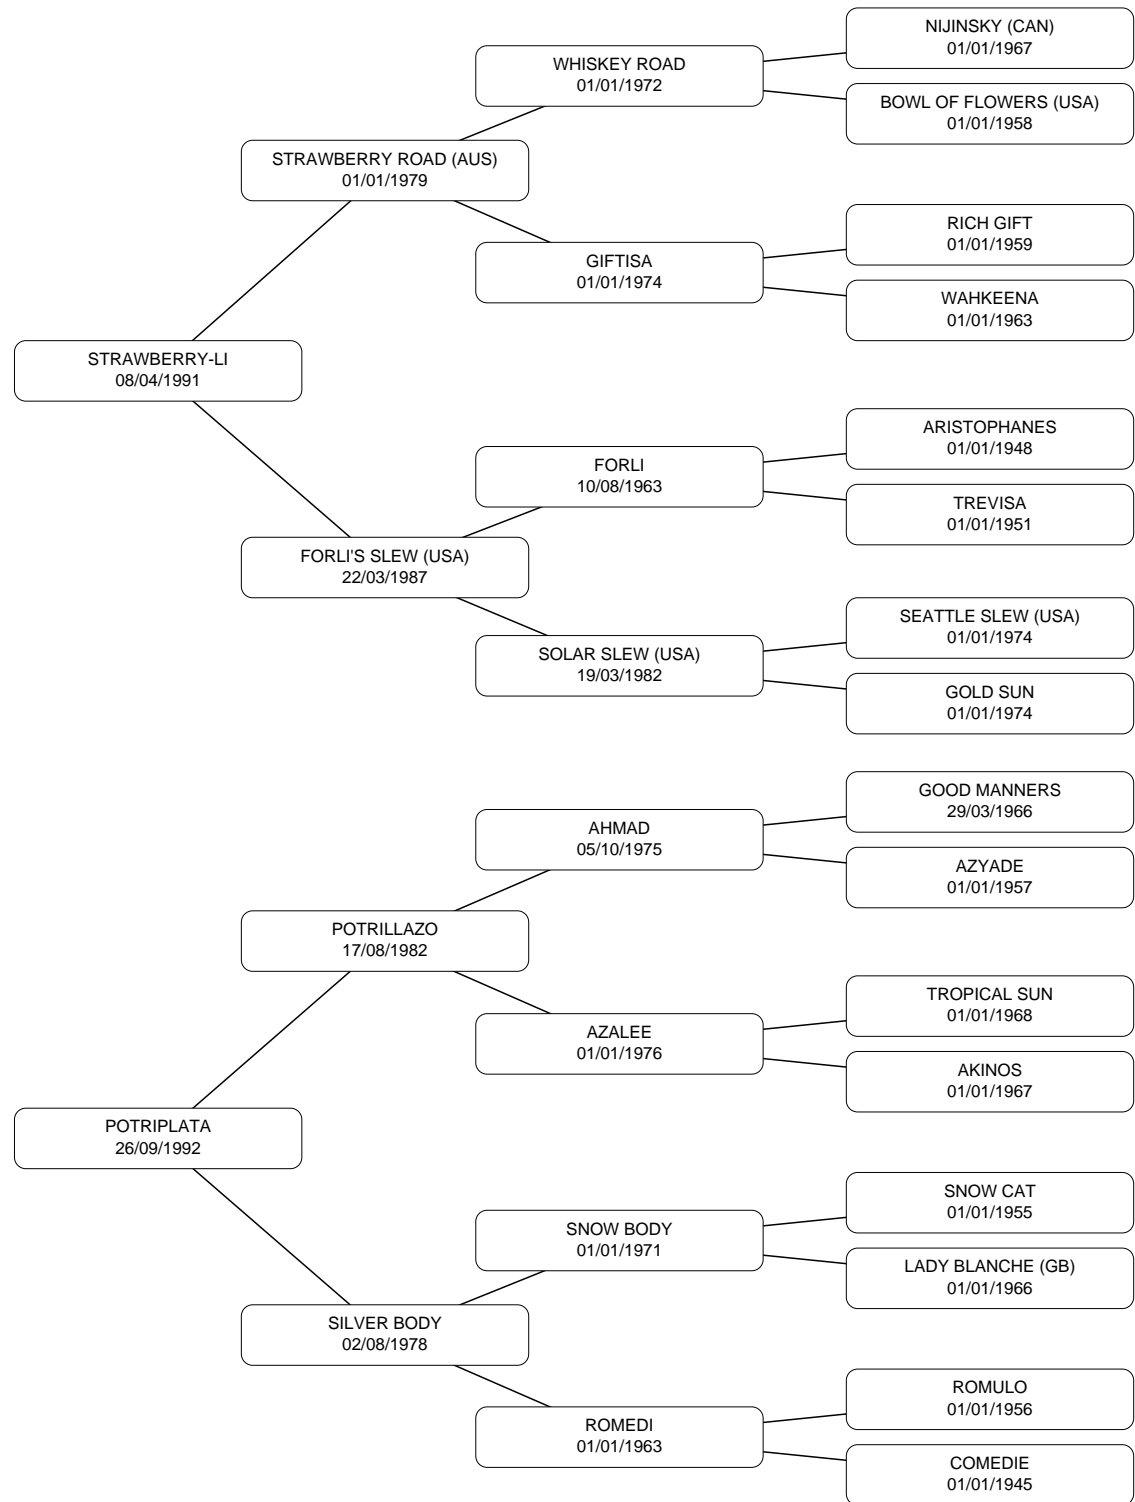 NIJINSKY (CAN)
01/01/1967
WHISKEY ROAD
01/01/1972
BOWL OF FLOWERS (USA)
01/01/1958
STRAWBERRY ROAD (AUS)
01/01/1979
RICH GIFT
01/01/1959
GIFTISA
01/01/1974
WAHKEENA
01/01/1963
STRAWBERRY-LI
08/04/1991
ARISTOPHANES
01/01/1948
FORLI
10/08/1963
TREVISA
01/01/1951
FORLI'S SLEW (USA)
22/03/1987
SEATTLE SLEW (USA)
01/01/1974
SOLAR SLEW (USA)
19/03/1982
GOLD SUN
01/01/1974
GOOD MANNERS
29/03/1966
AHMAD
05/10/1975
AZYADE
01/01/1957
POTRILLAZO
17/08/1982
TROPICAL SUN
01/01/1968
AZALEE
01/01/1976
AKINOS
01/01/1967
POTRIPLATA
26/09/1992
SNOW CAT
01/01/1955
SNOW BODY
01/01/1971
LADY BLANCHE (GB)
01/01/1966
SILVER BODY
02/08/1978
ROMULO
01/01/1956
ROMEDI
01/01/1963
COMEDIE
01/01/1945